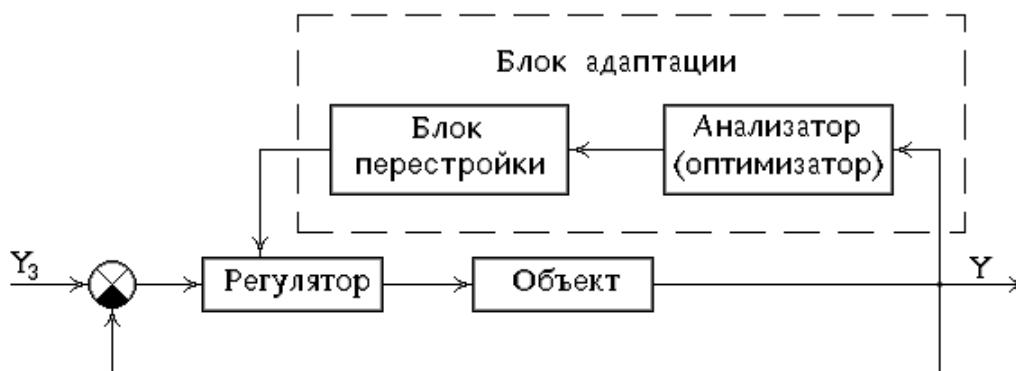 Блок адаптации
Блок
перестройки
Анализатор
(оптимизатор)
Y₃
Регулятор
Объект
Y